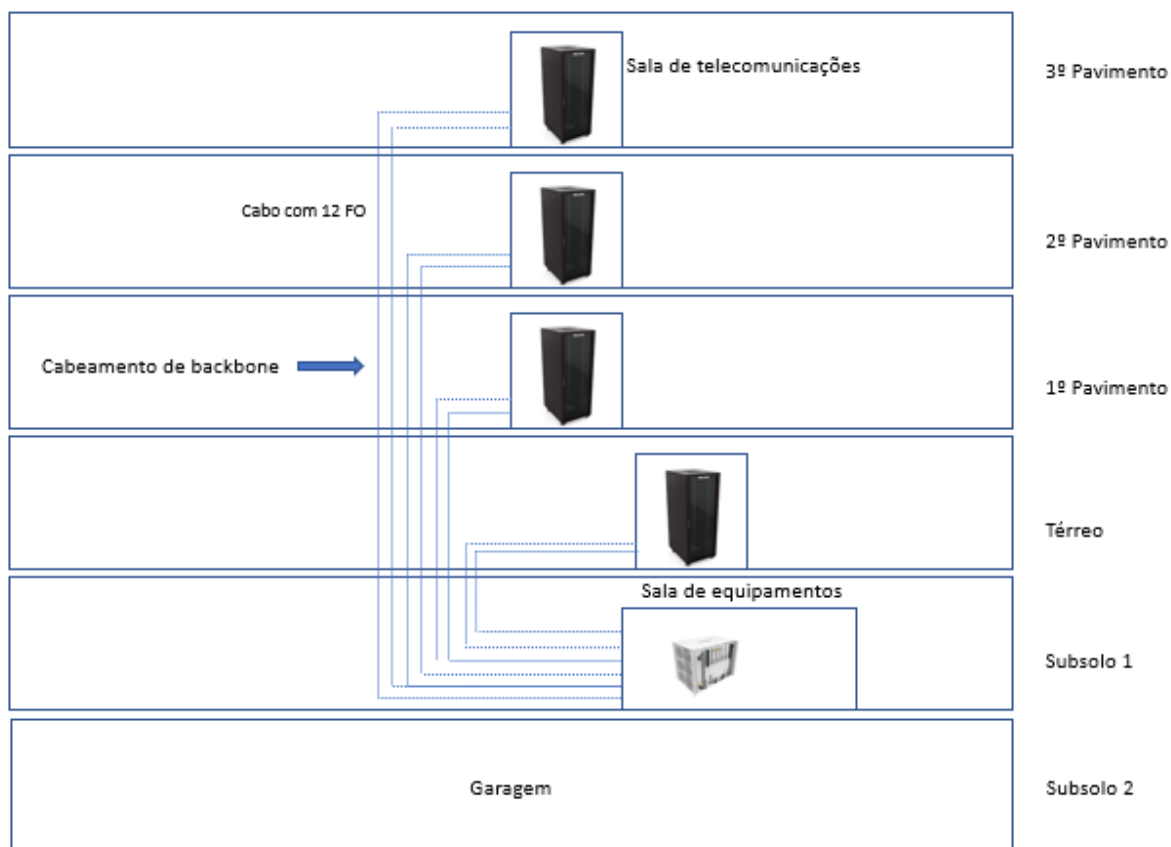 Sala de telecomunicações
3º Pavimento
Cabo com 12 FO
2º Pavimento
Cabeamento de backbone
1º Pavimento
Térreo
Sala de equipamentos
Subsolo 1
Garagem
Subsolo 2